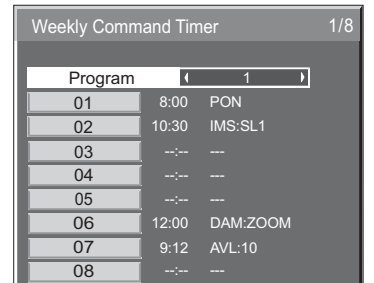 Weekly Command Timer 1/8
Program 1
01 8:00 PON
02 10:30 IMS:SL1
03 --:-- ---
04 --:-- ---
05 --:-- ---
06 12:00 DAM:ZOOM
07 9:12 AVL:10
08 --:-- ---